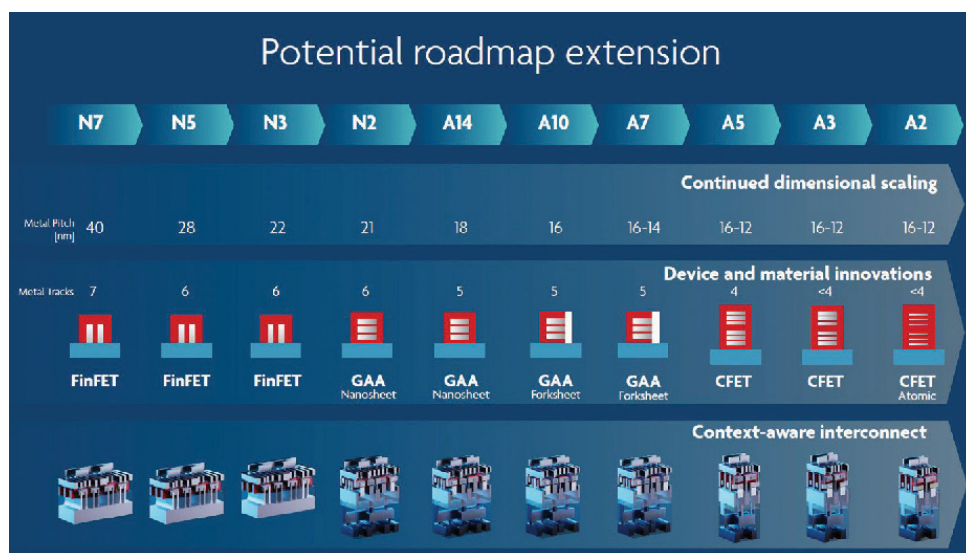 Potential roadmap extension
N7 N5 N3 N2 A14 A10 A7 A5 A3 A2
Continued dimensional scaling
Metal Pitch
[nm]
40 28 22 21 18 16 16-14 16-12 16-12 16-12
Device and material innovations
Metal Tracks 7 6 6 6 5 5 5 4 <4 <4
FinFET FinFET FinFET GAA GAA GAA GAA CFET CFET CFET
Nanosheet Nanosheet Forksheet Forksheet Atomic
Context-aware interconnect